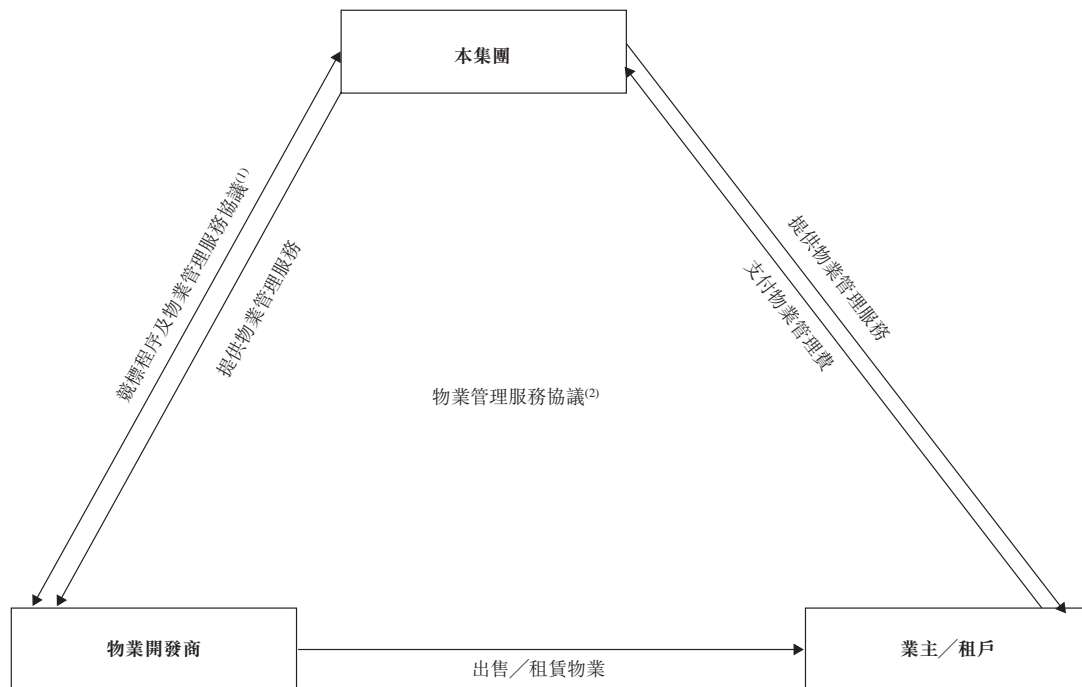 本集團
競標程序及物業管理服務協議(1)
提供物業管理服務
提供物業管理服務
支付物業管理費
物業管理服務協議(2)
物業開發商
業主╱租戶
出售╱租賃物業